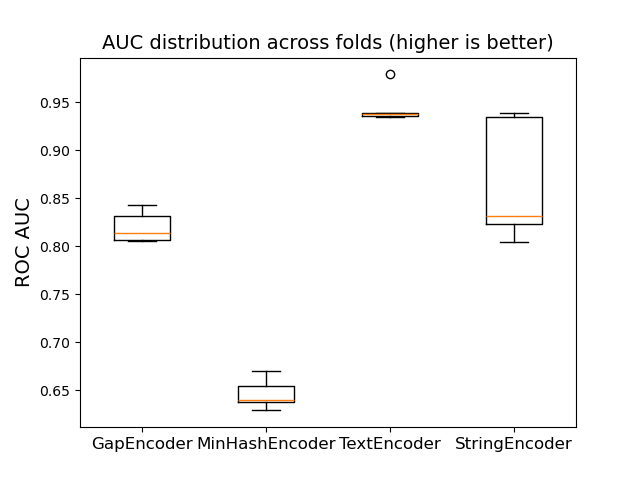 AUC distribution across folds (higher is better)
ROC AUC
0.95
0.90
0.85
0.80
0.75
0.70
0.65
GapEncoder MinHashEncoder TextEncoder StringEncoder